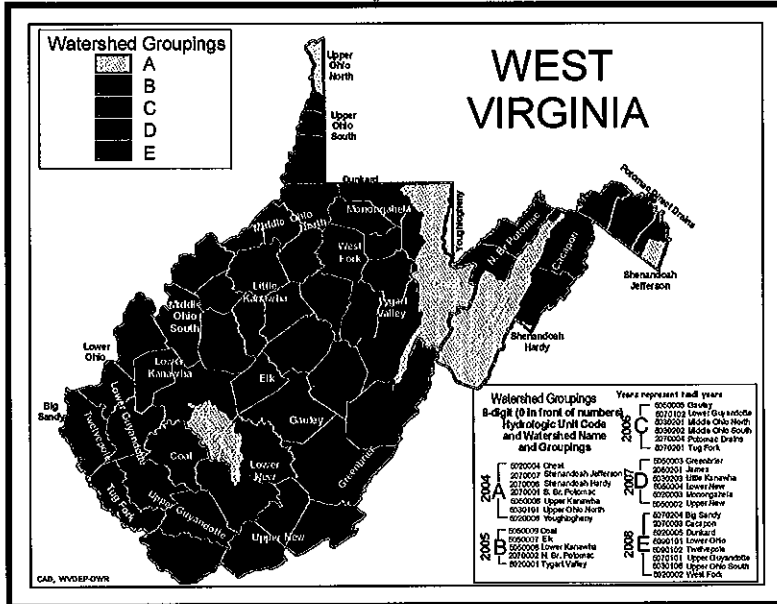 Watershed Groupings
A
B
C
D
E
WEST
VIRGINIA
Upper
Ohio
North
Upper
Ohio
South
Dunkard
Monongahela
Middle Ohio
North
West
Fork
Youghiogheny
N. Br. Potomac
Cacapon
Potomac Direct Drains
Shenandoah
Jefferson
Shenandoah
Hardy
Little
Kanawha
Tygart
Valley
Middle
Ohio
South
Lower
Ohio
Lower
Kanawha
Big
Sandy
Twelvepole
Lower Guyandotte
Elk
Gauley
Coal
Lower
New
Greenbrier
Tug Fork
Upper Guyandotte
Upper New
CAD, WVDEP-OWR
Watershed Groupings
8-digit (0 in front of numbers)
Hydrologic Unit Code
and Watershed Name
and Groupings
2004
A
5020004 Cheat
2070007 Shenandoah Jefferson
2070006 Shenandoah Hardy
2070001 S. Br. Potomac
5050006 Upper Kanawha
5030101 Upper Ohio North
5020006 Youghiogheny
2005
B
5050009 Coal
5050007 Elk
5050008 Lower Kanawha
2070002 N. Br. Potomac
5020001 Tygart Valley
Years represent tmdl years
2006
C
5050005 Gauley
5070102 Lower Guyandotte
5030201 Middle Ohio North
5030202 Middle Ohio South
2070004 Potomac Drains
5070201 Tug Fork
2007
D
5050003 Greenbrier
2080201 James
5030203 Little Kanawha
5050004 Lower New
5020003 Monongahela
5050002 Upper New
2008
E
5070204 Big Sandy
2070003 Cacapon
5020005 Dunkard
5090101 Lower Ohio
5090102 Twelvepole
5070101 Upper Guyandotte
5030106 Upper Ohio South
5020002 West Fork